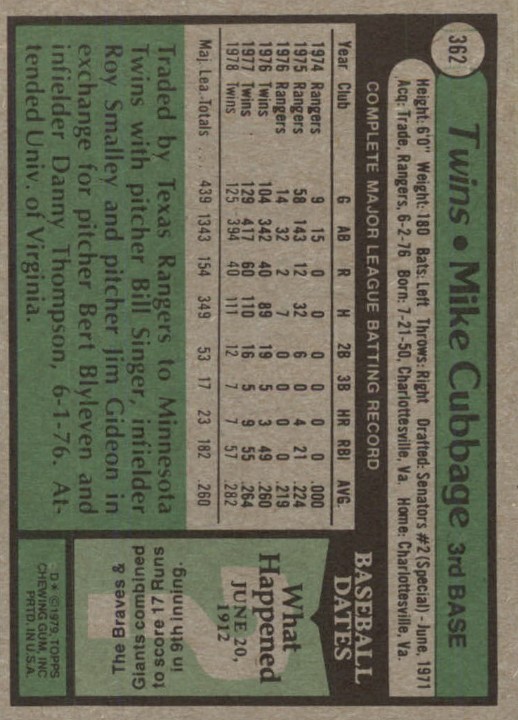 362
Twins • Mike Cubbage 3rd BASE
Height: 6'0" Weight: 180 Bats: Left Throws: Right Drafted: Senators #2 (Special) - June, 1971
Acq: Trade, Rangers, 6-2-76 Born: 7-21-50, Charlottesville, Va. Home: Charlottesville, Va.
COMPLETE MAJOR LEAGUE BATTING RECORD
Year Club G AB R H 2B 3B HR RBI AVG.
1974 Rangers 9 15 0 0 0 0 0 0 .000
1975 Rangers 58 143 12 32 6 0 4 21 .224
1976 Rangers 14 32 2 7 0 0 0 0 .219
1976 Twins 104 342 40 89 19 5 3 49 .260
1977 Twins 129 417 60 110 16 5 9 55 .264
1978 Twins 125 394 40 111 12 7 7 57 .282
Maj. Lea. Totals . . . 439 1343 154 349 53 17 23 182 .260
Traded by Texas Rangers to Minnesota
Twins with pitcher Bill Singer, infielder
Roy Smalley and pitcher Jim Gideon in
exchange for pitcher Bert Blyleven and
infielder Danny Thompson, 6-1-76. At-
tended Univ. of Virginia.
BASEBALL
DATES
What
Happened
JUNE 20,
1912
The Braves &
Giants combined
to score 17 runs
in 9th inning.
D★ © 1979, TOPPS
CHEWING GUM, INC
PRTD. IN U.S.A.